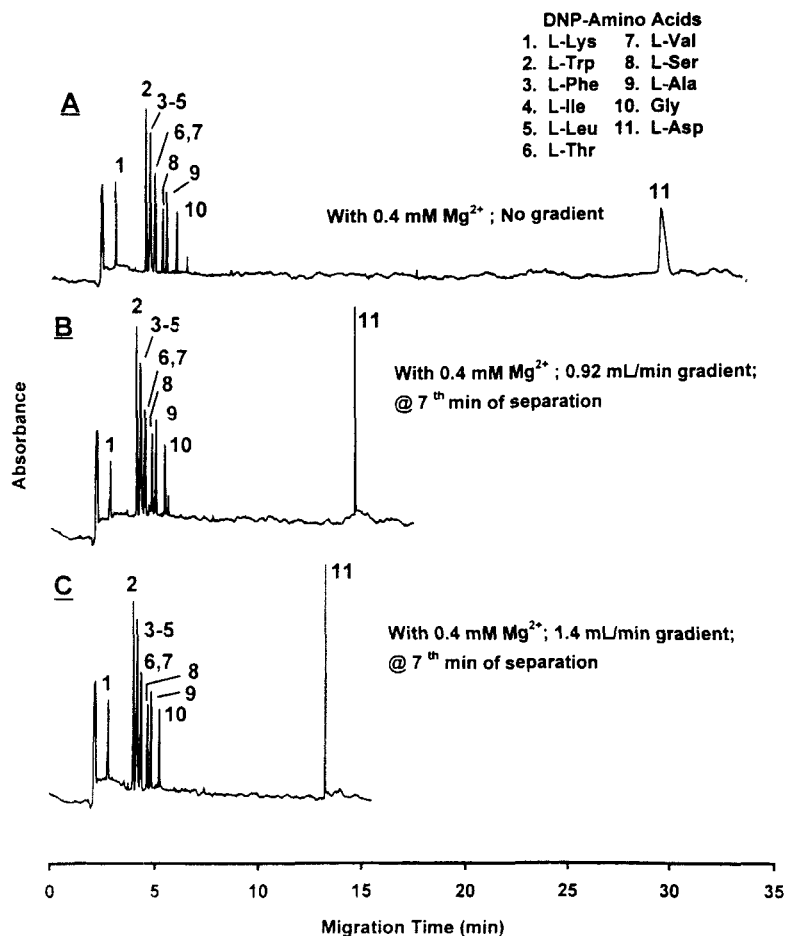 DNP-Amino Acids
1. L-Lys 7. L-Val
2. L-Trp 8. L-Ser
3. L-Phe 9. L-Ala
4. L-Ile 10. Gly
5. L-Leu 11. L-Asp
6. L-Thr
A
1
2
3-5
6,7
8
9
10
11
With 0.4 mM Mg²⁺ ; No gradient
B
1
2
3-5
6,7
8
9
10
11
With 0.4 mM Mg²⁺ ; 0.92 mL/min gradient;
@ 7 ᵗʰ min of separation
C
1
2
3-5
6,7
8
9
10
11
With 0.4 mM Mg²⁺; 1.4 mL/min gradient;
@ 7 ᵗʰ min of separation
Absorbance
0 5 10 15 20 25 30 35
Migration Time (min)